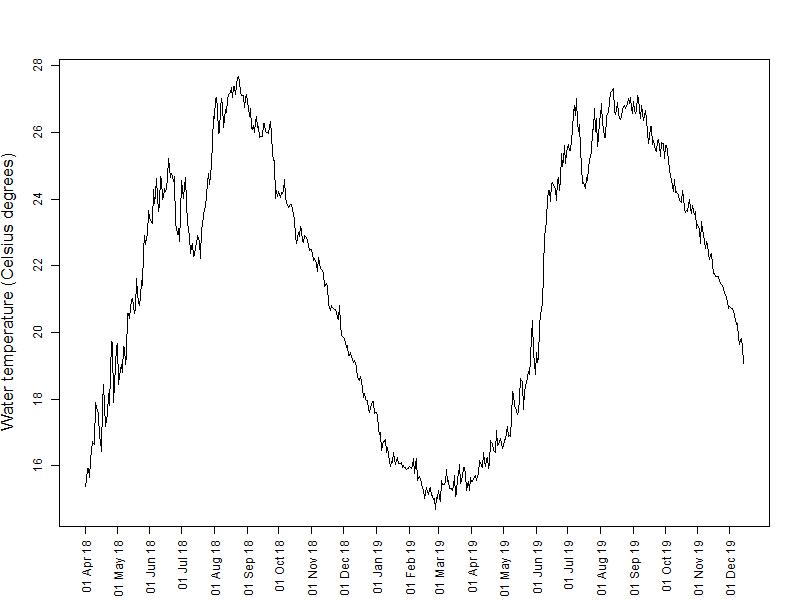 Water temperature (Celsius degrees)
28
26
24
22
20
18
16
01 Apr 18
01 May 18
01 Jun 18
01 Jul 18
01 Aug 18
01 Sep 18
01 Oct 18
01 Nov 18
01 Dec 18
01 Jan 19
01 Feb 19
01 Mar 19
01 Apr 19
01 May 19
01 Jun 19
01 Jul 19
01 Aug 19
01 Sep 19
01 Oct 19
01 Nov 19
01 Dec 19